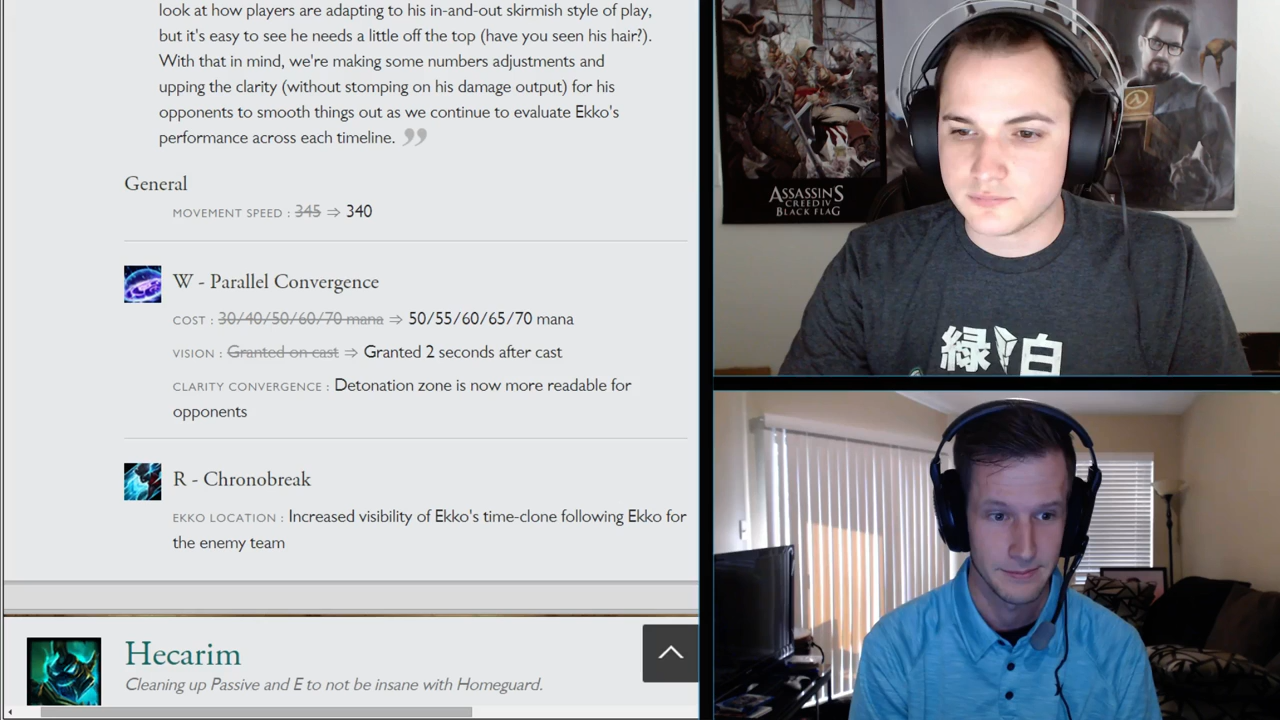 look at how players are adapting to his in-and-out skirmish style of play,
but it's easy to see he needs a little off the top (have you seen his hair?).
With that in mind, we're making some numbers adjustments and
upping the clarity (without stomping on his damage output) for his
opponents to smooth things out as we continue to evaluate Ekko's
performance across each timeline. ”
General
MOVEMENT SPEED : 345 ⇒ 340
W - Parallel Convergence
COST : 30/40/50/60/70 mana ⇒ 50/55/60/65/70 mana
VISION : Granted on cast ⇒ Granted 2 seconds after cast
CLARITY CONVERGENCE : Detonation zone is now more readable for
opponents
R - Chronobreak
EKKO LOCATION : Increased visibility of Ekko's time-clone following Ekko for
the enemy team
Hecarim
Cleaning up Passive and E to not be insane with Homeguard.
ASSASSIN'S
CREED IV
BLACK FLAG
緑 白